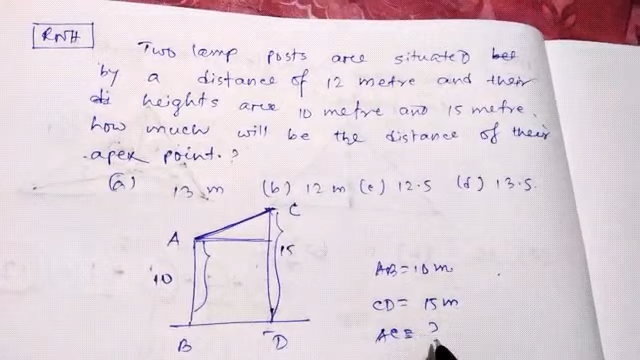 RNH
Two lamp posts are situated
by a distance of 12 metre and their
heights are 10 metre and 15 metre.
how much will be the distance of their
apex point.?
(a) 13 m (b) 12 m (c) 12.5 (d) 13.5.
C
A
15
10
B
D
AB = 10 m
CD = 15 m
AC = ?